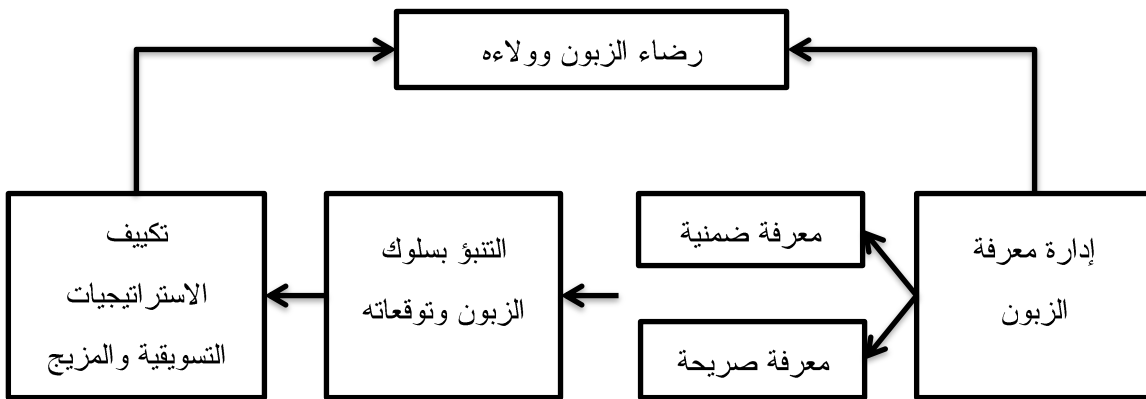 رضاء الزبون وولاءه
إدارة معرفة
الزبون
معرفة ضمنية
معرفة صريحة
التنبؤ بسلوك
الزبون وتوقعاته
تكييف
الاستراتيجيات
التسويقية والمزيج